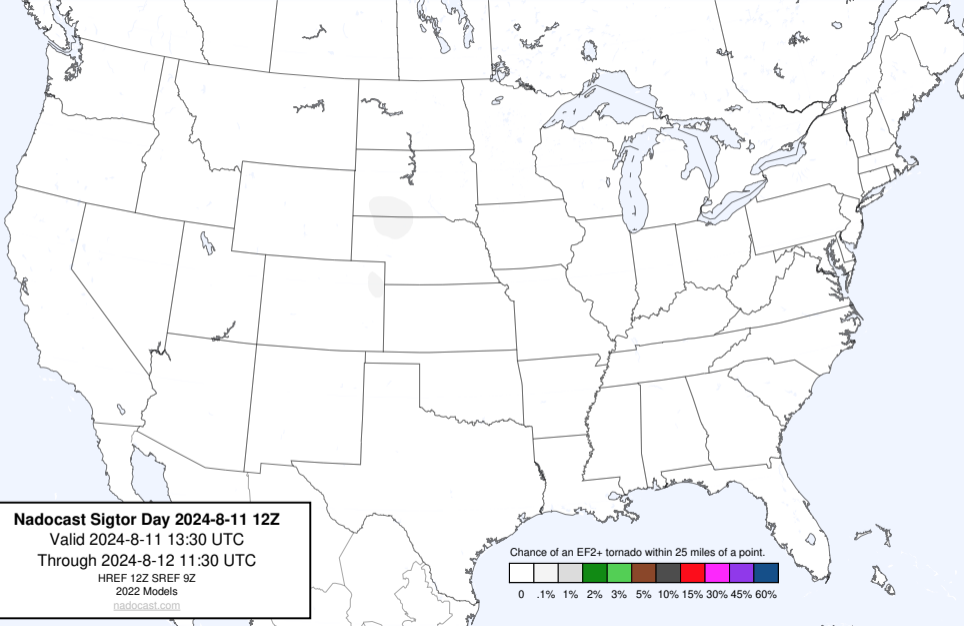 Nadocast Sigtor Day 2024-8-11 12Z
Valid 2024-8-11 13:30 UTC
Through 2024-8-12 11:30 UTC
HREF 12Z SREF 9Z
2022 Models
nadocast.com
Chance of an EF2+ tornado within 25 miles of a point.
0 .1% 1% 2% 3% 5% 10% 15% 30% 45% 60%